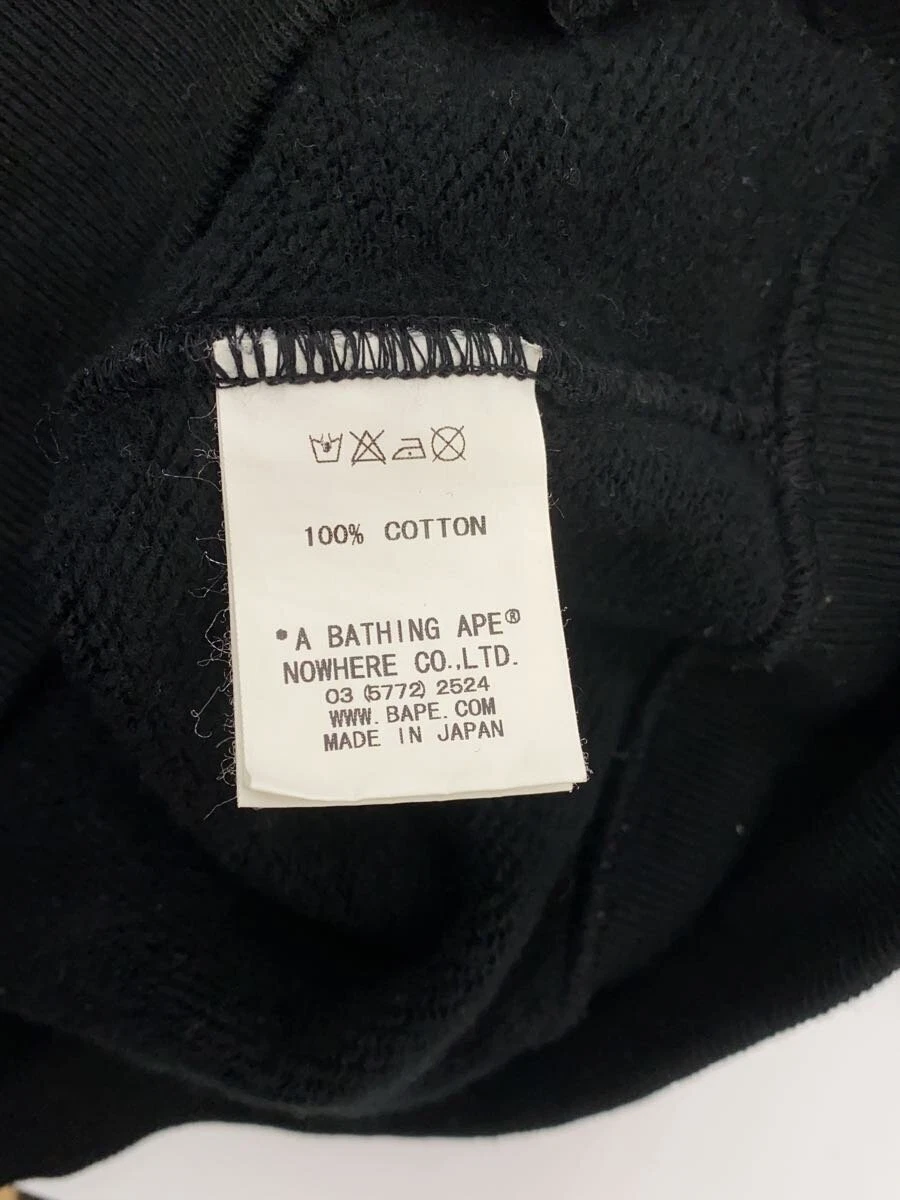 100% COTTON
*A BATHING APE®
NOWHERE CO.,LTD.
03 (5772) 2524
WWW.BAPE.COM
MADE IN JAPAN